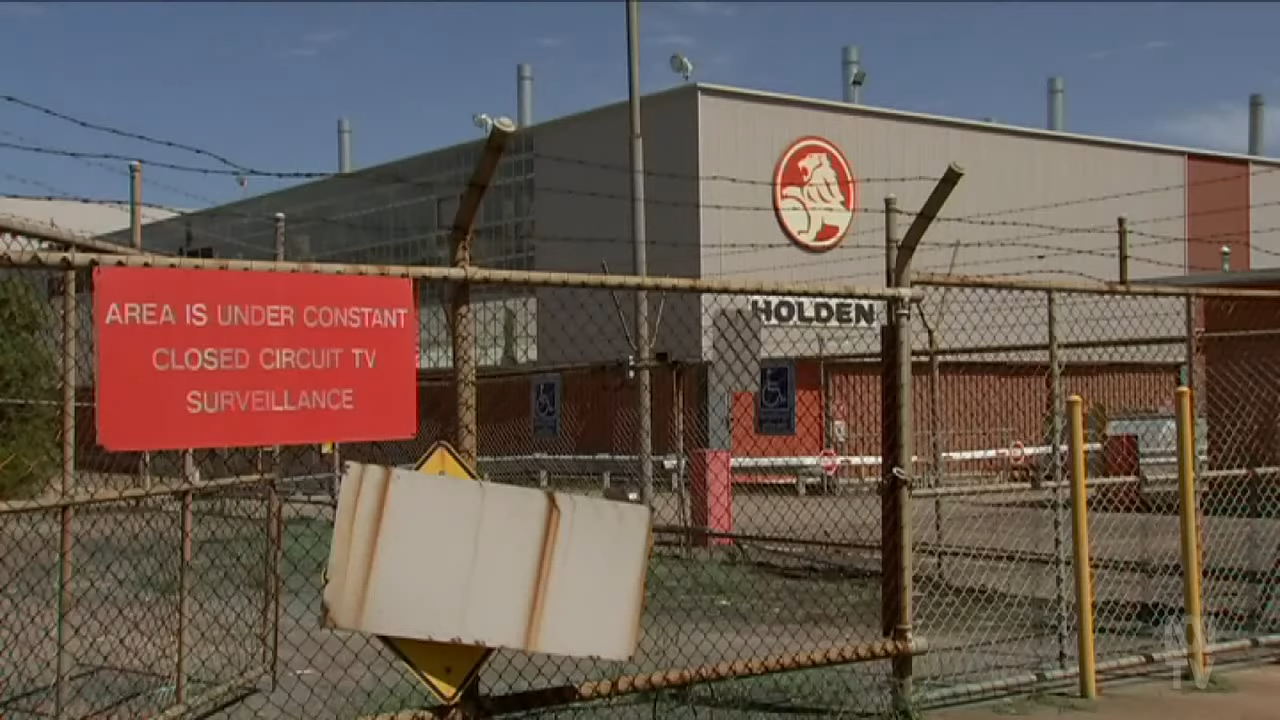 AREA IS UNDER CONSTANT
CLOSED CIRCUIT TV
SURVEILLANCE
HOLDEN